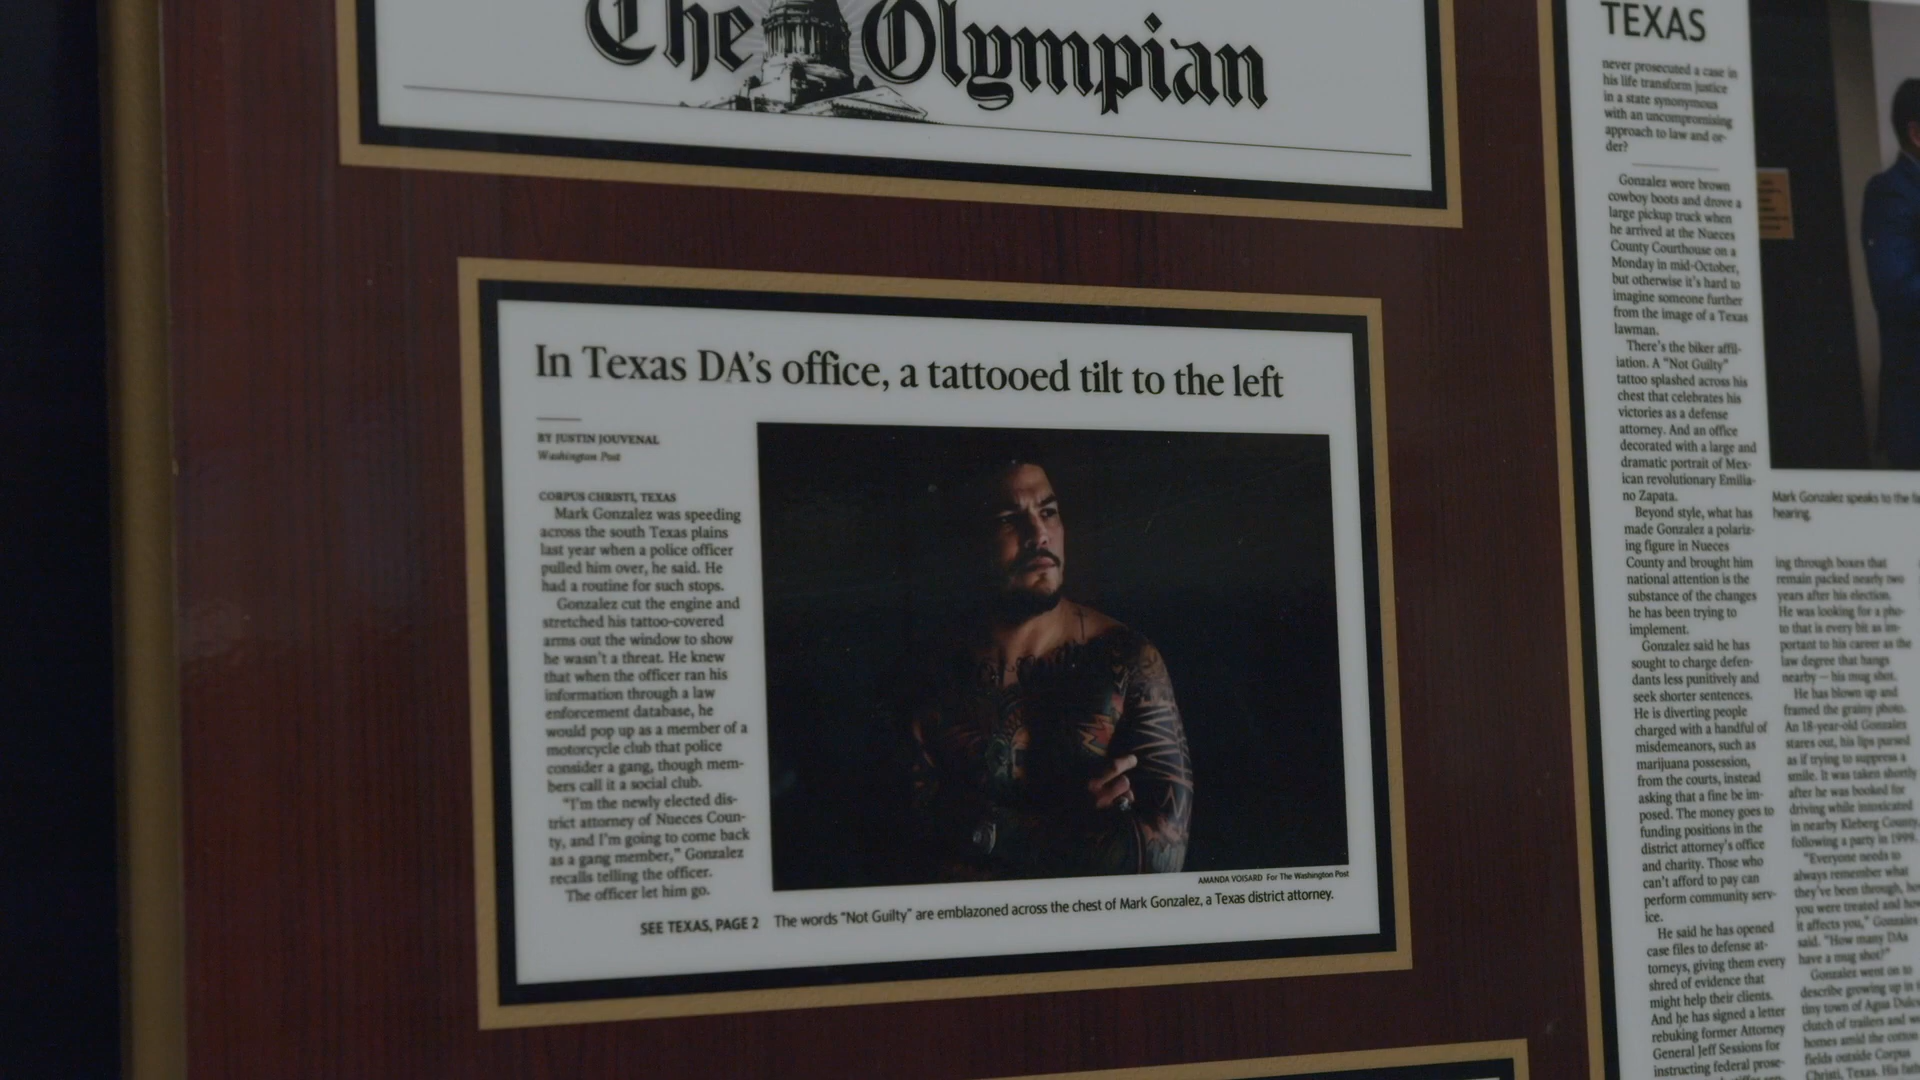 The Olympian
In Texas DA's office, a tattooed tilt to the left
BY JUSTIN JOUVENAL
Washington Post
CORPUS CHRISTI, TEXAS
Mark Gonzalez was speeding
across the south Texas plains
last year when a police officer
pulled him over, he said. He
had a routine for such stops.
Gonzalez cut the engine and
stretched his tattoo-covered
arms out the window to show
he wasn't a threat. He knew
that when the officer ran his
information through a law
enforcement database, he
would pop up as a member of a
motorcycle club that police
consider a gang, though mem-
bers call it a social club.
"I'm the newly elected dis-
trict attorney of Nueces Coun-
ty, and I'm going to come back
as a gang member," Gonzalez
recalls telling the officer.
The officer let him go.
SEE TEXAS, PAGE 2
AMANDA VOISARD For The Washington Post
The words "Not Guilty" are emblazoned across the chest of Mark Gonzalez, a Texas district attorney.
TEXAS
never prosecuted a case in
his life transform justice
in a state synonymous
with an uncompromising
approach to law and or-
der?
Gonzalez wore brown
cowboy boots and drove a
large pickup truck when
he arrived at the Nueces
County Courthouse on a
Monday in mid-October,
but otherwise it's hard to
imagine someone further
from the image of a Texas
lawman.
There's the biker affil-
iation. A "Not Guilty"
tattoo splashed across his
chest that celebrates his
victories as a defense
attorney. And an office
decorated with a large and
dramatic portrait of Mex-
ican revolutionary Emilia-
no Zapata.
Beyond style, what has
made Gonzalez a polariz-
ing figure in Nueces
County and brought him
national attention is the
substance of the changes
he has been trying to
implement.
Gonzalez said he has
sought to charge defen-
dants less punitively and
seek shorter sentences.
He is diverting people
charged with a handful of
misdemeanors, such as
marijuana possession,
from the courts, instead
asking that a fine be im-
posed. The money goes to
funding positions in the
district attorney's office
and charity. Those who
can't afford to pay can
perform community serv-
ice.
He said he has opened
case files to defense at-
torneys, giving them every
shred of evidence that
might help their clients.
And he has signed a letter
rebuking former Attorney
General Jeff Sessions for
instructing federal prose-
Mark Gonzalez speaks to the
hearing.
ing through boxes that
remain packed nearly two
years after his election.
He was looking for a pho-
to that is every bit as im-
portant to his career as the
law degree that hangs
nearby — his mug shot.
He has blown up and
framed the grainy photo.
An 18-year-old Gonzalez
stares out, his lips pursed
as if trying to suppress a
smile. It was taken shortly
after he was booked for
driving while intoxicated
in nearby Kleberg County,
following a party in 1999.
"Everyone needs to
always remember what
they've been through, how
you were treated and how
it affects you," Gonzalez
said. "How many DAs
have a mug shot?"
Gonzalez went on to
describe growing up in
tiny town of Agua Dulce
clutch of trailers and
homes amid the cotton
fields outside Corpus
Christi, Texas. His